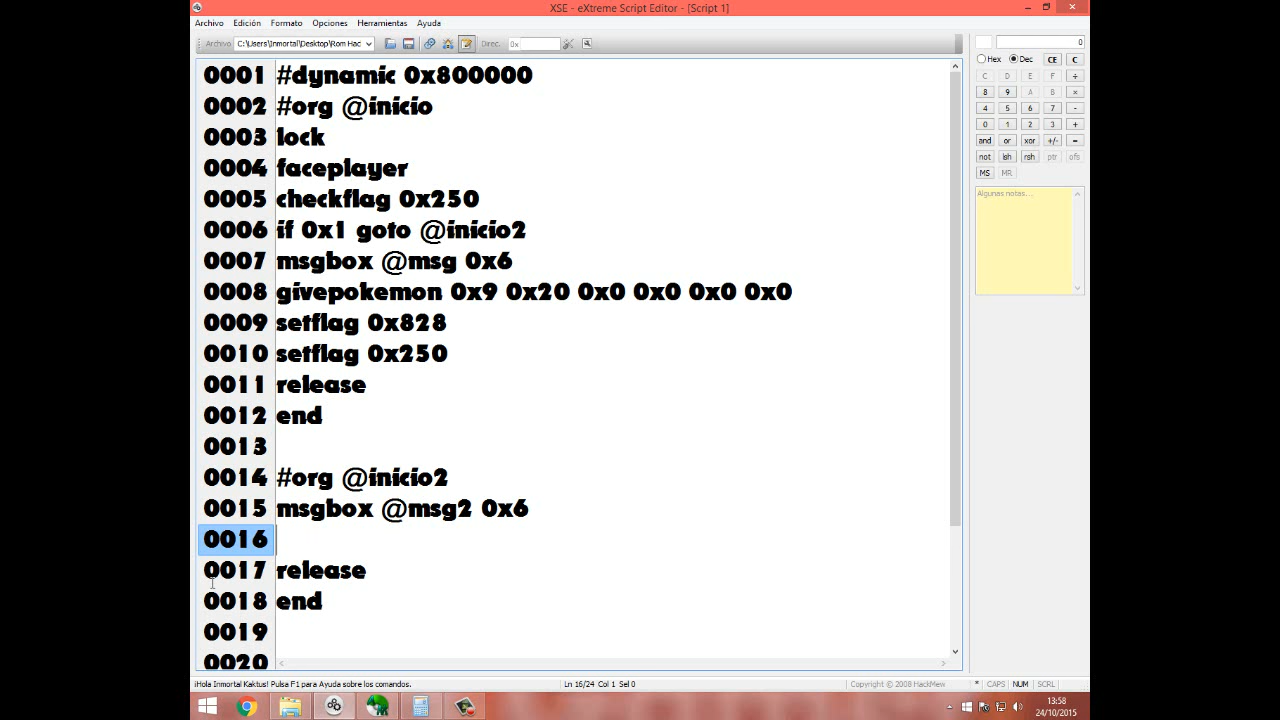 XSE - eXtreme Script Editor - [Script 1]
Archivo Edición Formato Opciones Herramientas Ayuda
Archivo C:\Users\Inmortal\Desktop\Rom Hac Direc. 0x
0
Hex Dec CE C
C D E F ÷
8 9 A B ×
4 5 6 7 -
0 1 2 3 +
and or xor +/- =
not lsh rsh ptr ofs
MS MR
Algunas notas...
0001 #dynamic 0x800000
0002 #org @inicio
0003 lock
0004 faceplayer
0005 checkflag 0x250
0006 if 0x1 goto @inicio2
0007 msgbox @msg 0x6
0008 givepokemon 0x9 0x20 0x0 0x0 0x0 0x0
0009 setflag 0x828
0010 setflag 0x250
0011 release
0012 end
0013
0014 #org @inicio2
0015 msgbox @msg2 0x6
0016
0017 release
0018 end
0019
0020
¡Hola Inmortal Kaktus! Pulsa F1 para Ayuda sobre los comandos. Ln 16/24 Col 1 Sel 0 Copyright © 2008 HackMew * CAPS NUM SCRL
13:58
24/10/2015